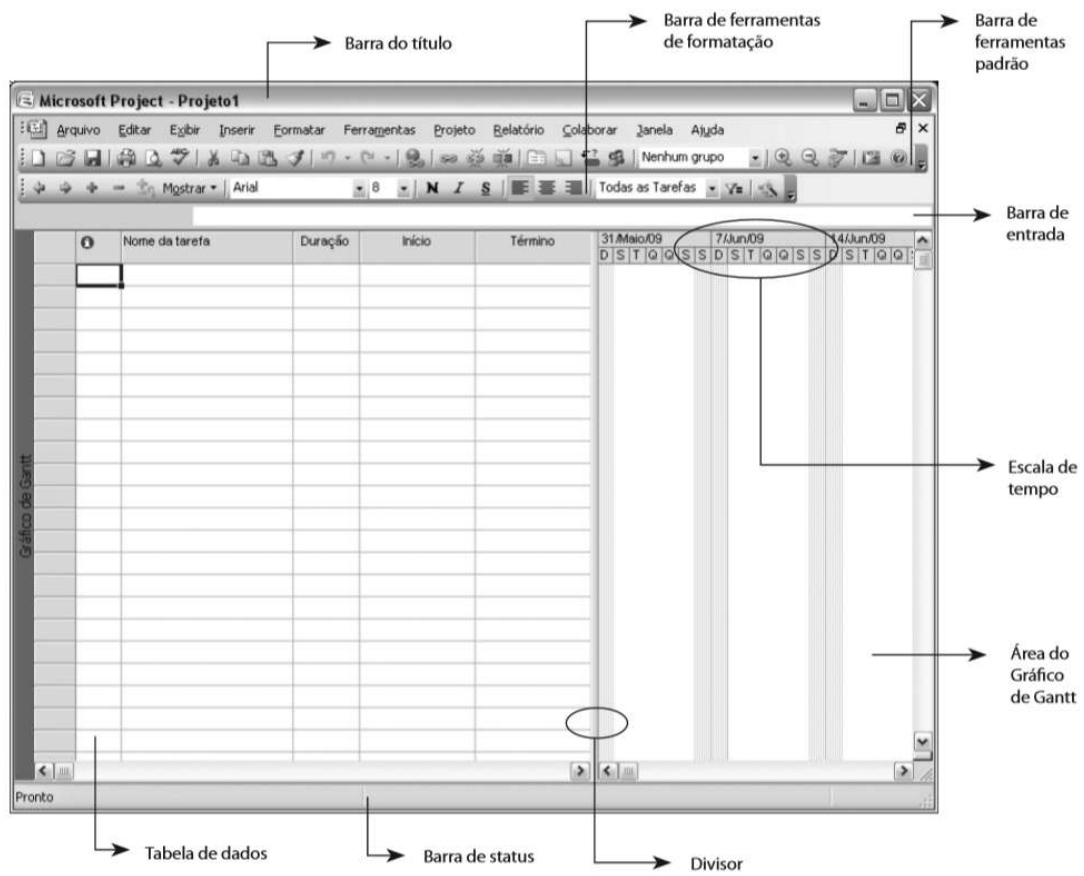 Barra do título
Barra de ferramentas
de formatação
Barra de
ferramentas
padrão
Microsoft Project - Projeto1
Arquivo Editar Exibir Inserir Formatar Ferramentas Projeto Relatório Colaborar Janela Ajuda
Nenhum grupo
Mostrar Arial 8 N I S Todas as Tarefas
Barra de
entrada
Nome da tarefa Duração Início Término 31/Maio/09 7/Jun/09 14/Jun/09
D S T Q Q S S D S T Q Q S S D S T Q Q
Gráfico de Gantt
Escala de
tempo
Área do
Gráfico
de Gantt
Pronto
Tabela de dados
Barra de status
Divisor